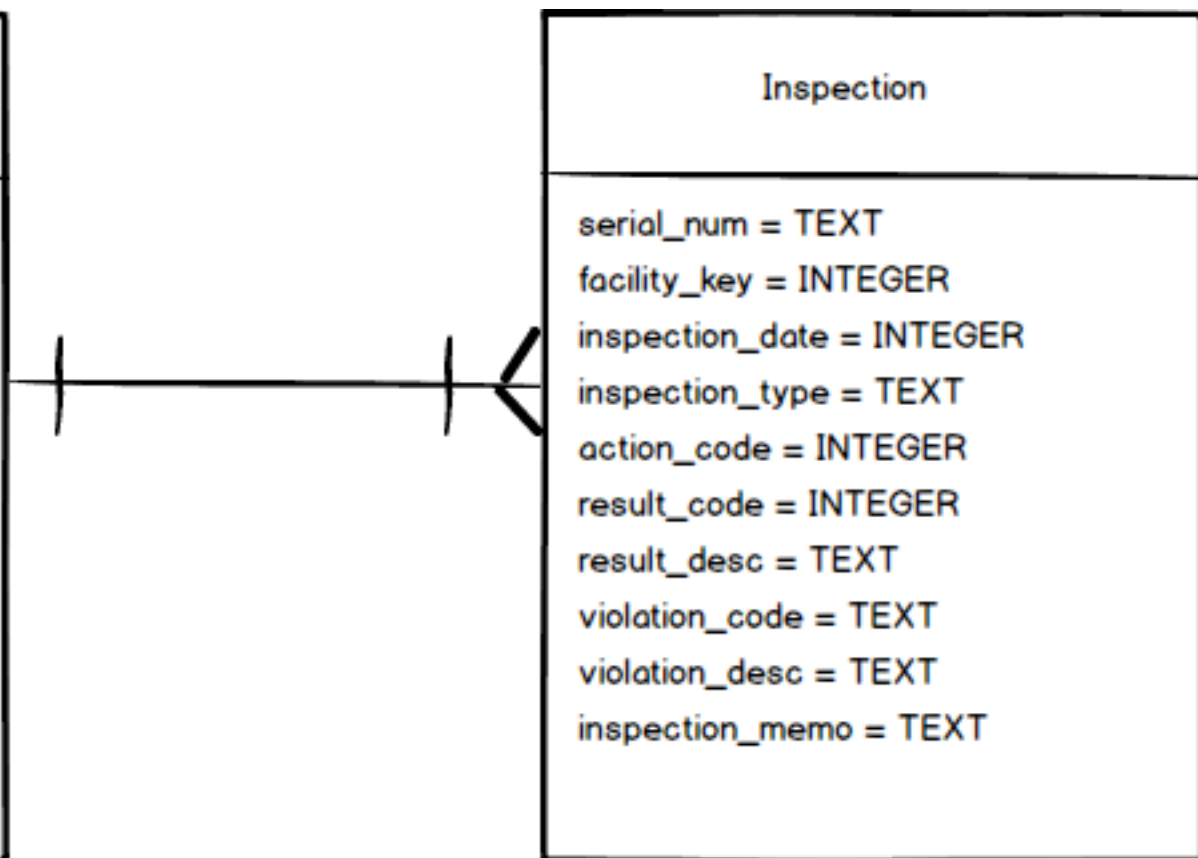 Inspection
serial_num = TEXT
facility_key = INTEGER
inspection_date = INTEGER
inspection_type = TEXT
action_code = INTEGER
result_code = INTEGER
result_desc = TEXT
violation_code = TEXT
violation_desc = TEXT
inspection_memo = TEXT